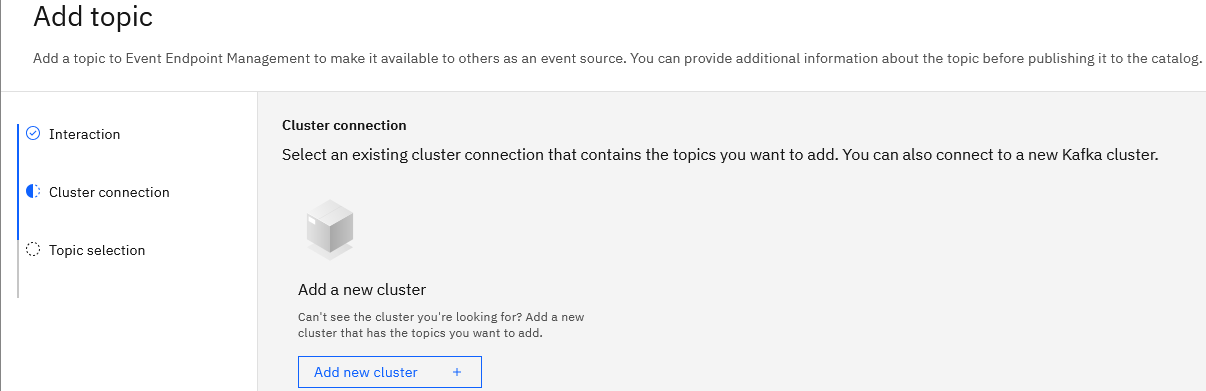 Add topic
Add a topic to Event Endpoint Management to make it available to others as an event source. You can provide additional information about the topic before publishing it to the catalog.
Interaction
Cluster connection
Topic selection
Cluster connection
Select an existing cluster connection that contains the topics you want to add. You can also connect to a new Kafka cluster.
Add a new cluster
Can't see the cluster you're looking for? Add a new
cluster that has the topics you want to add.
Add new cluster +